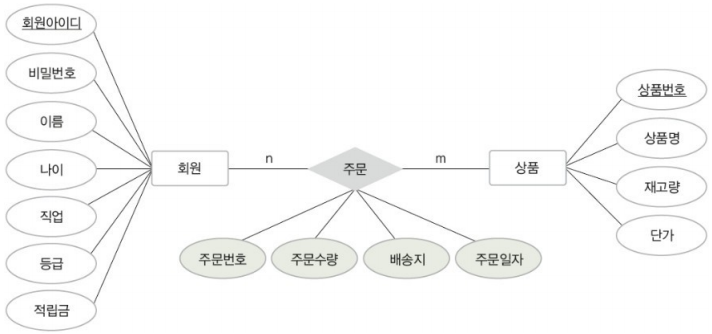 회원아이디
비밀번호
이름
나이
직업
등급
적립금
회원
n
주문
m
상품
주문번호
주문수량
배송지
주문일자
상품번호
상품명
재고량
단가